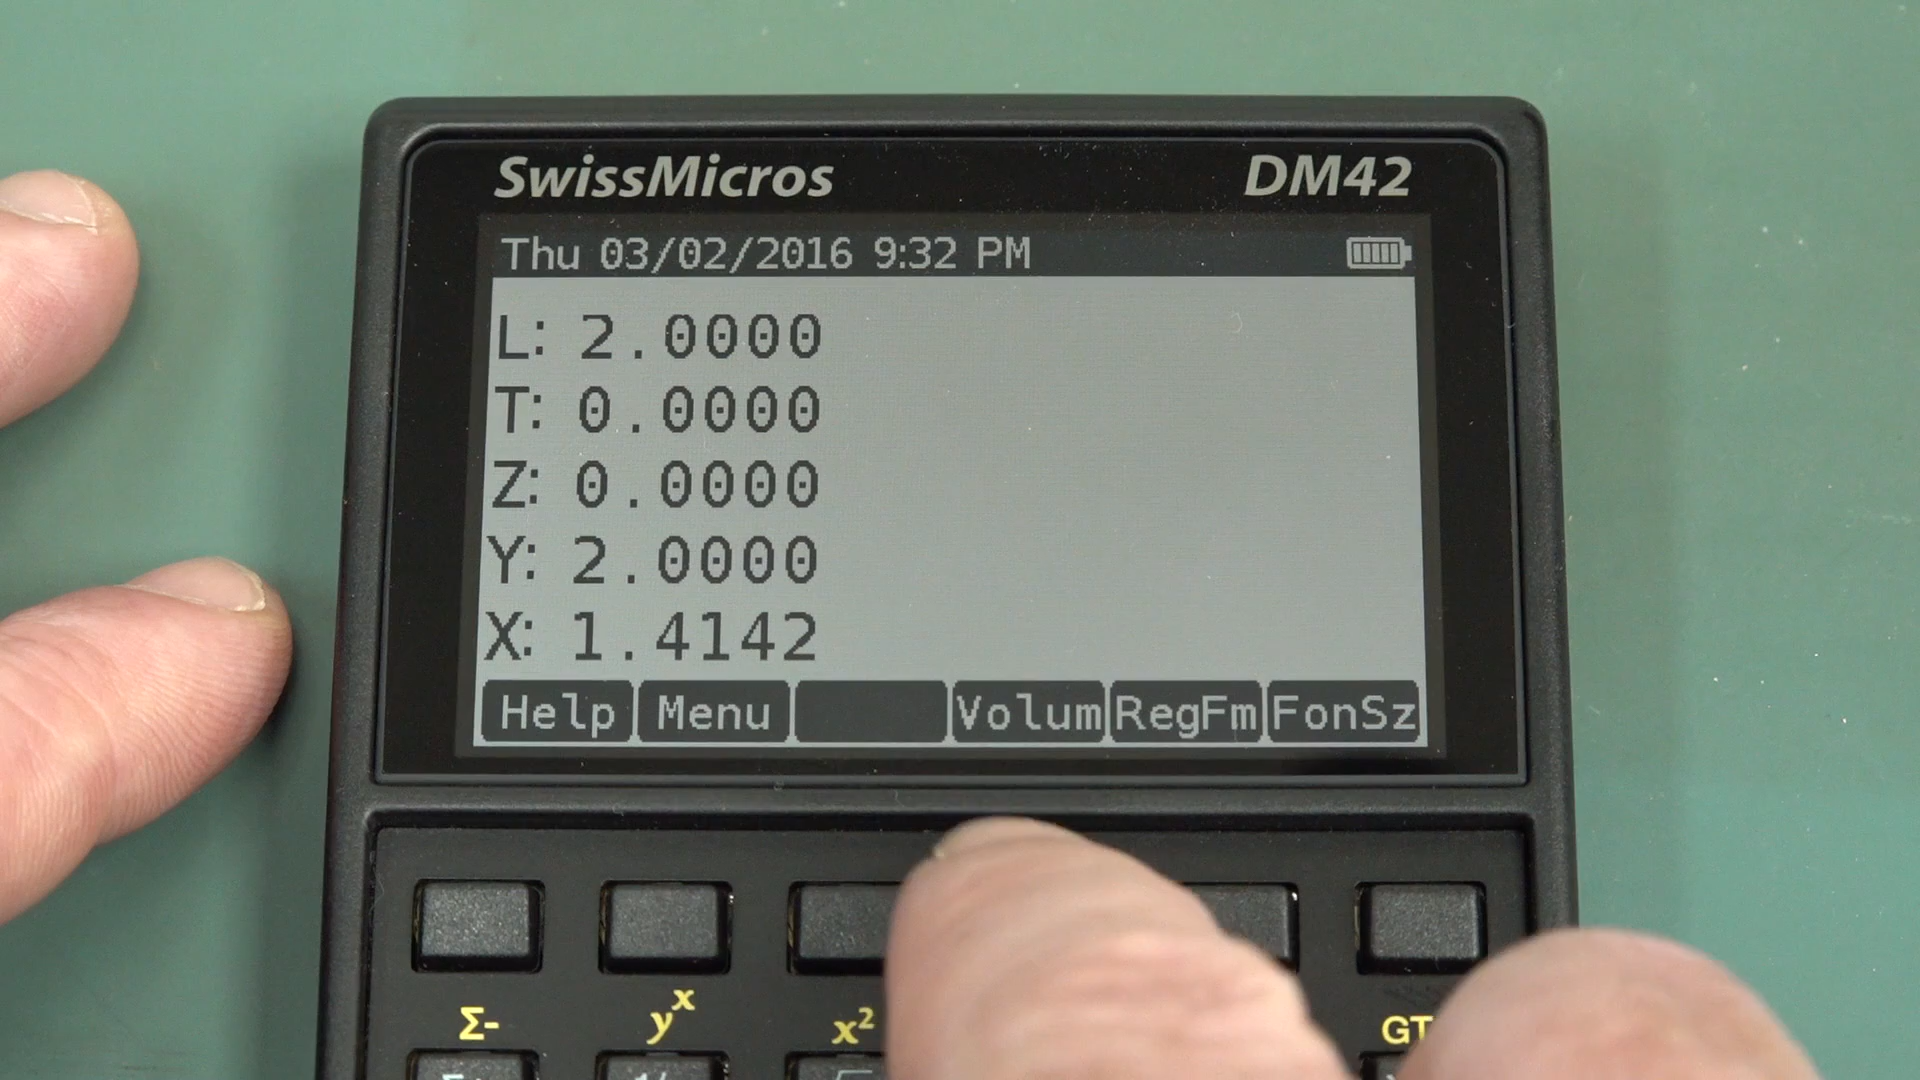 SwissMicros DM42
Thu 03/02/2016 9:32 PM
L: 2.0000
T: 0.0000
Z: 0.0000
Y: 2.0000
X: 1.4142
Help Menu Volum RegFm FonSz
Σ- yˣ x²